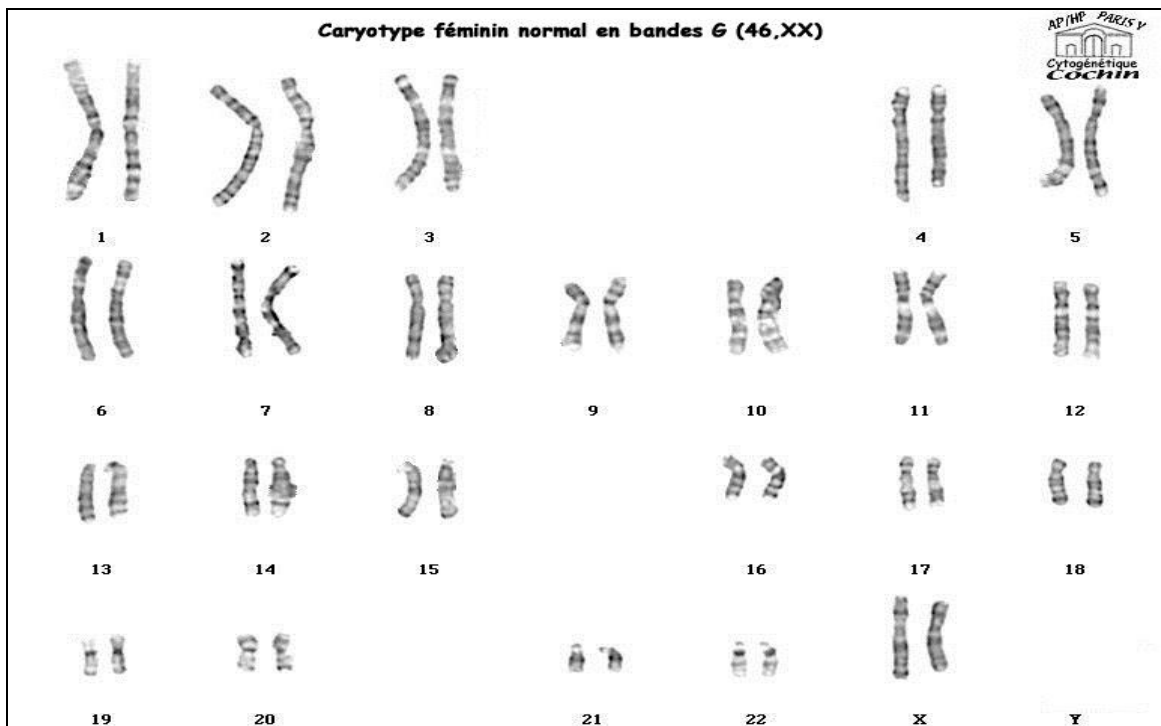 Caryotype féminin normal en bandes G (46,XX)
AP/HP PARIS V
Cytogénétique
Cochin
1 2 3 4 5
6 7 8 9 10 11 12
13 14 15 16 17 18
19 20 21 22 X Y